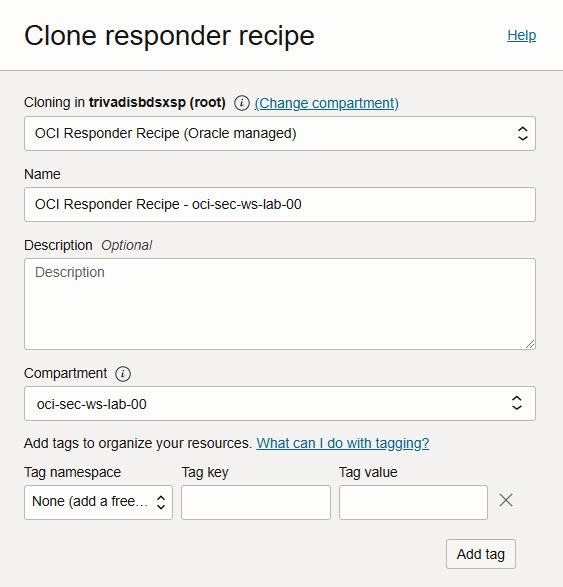 Clone responder recipe
Help
Cloning in trivadisbdsxsp (root) i (Change compartment)
OCI Responder Recipe (Oracle managed)
Name
OCI Responder Recipe - oci-sec-ws-lab-00
Description Optional
Description
Compartment i
oci-sec-ws-lab-00
Add tags to organize your resources. What can I do with tagging?
Tag namespace Tag key Tag value
None (add a free...
Add tag